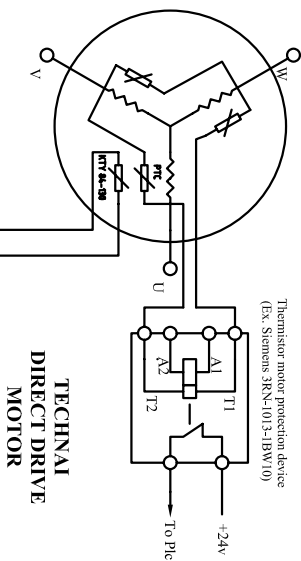 Thermistor motor protection device
(Ex. Siemens 3RN-1013-1BW10)
W
V
U
PTC
KTY 84-130
A1
A2
T1
T2
+24v
To Plc
TECHNAI
DIRECT DRIVE
MOTOR